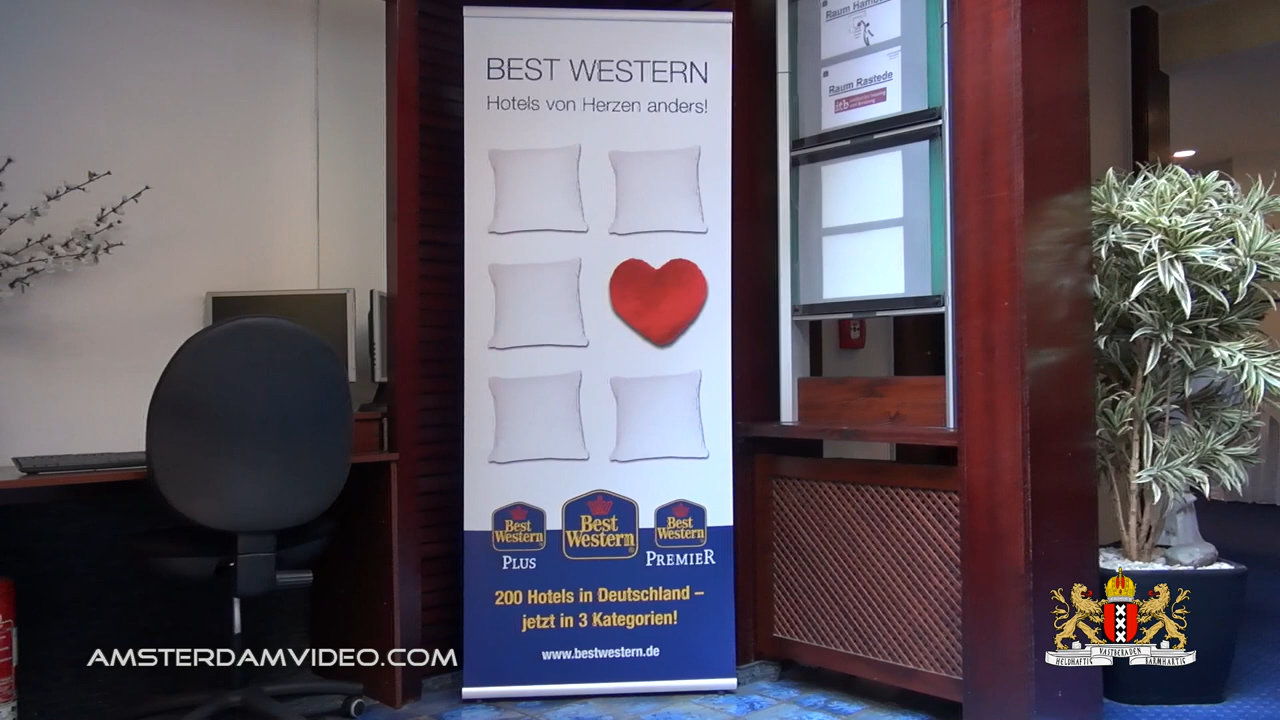 BEST WESTERN
Hotels von Herzen anders!
Best
Western
PLUS
Best
Western
Best
Western
PREMIER
200 Hotels in Deutschland –
jetzt in 3 Kategorien!
www.bestwestern.de
Raum Rastede
AMSTERDAMVIDEO.COM
HELDHAFTIG VASTBERADEN BARMHARTIG